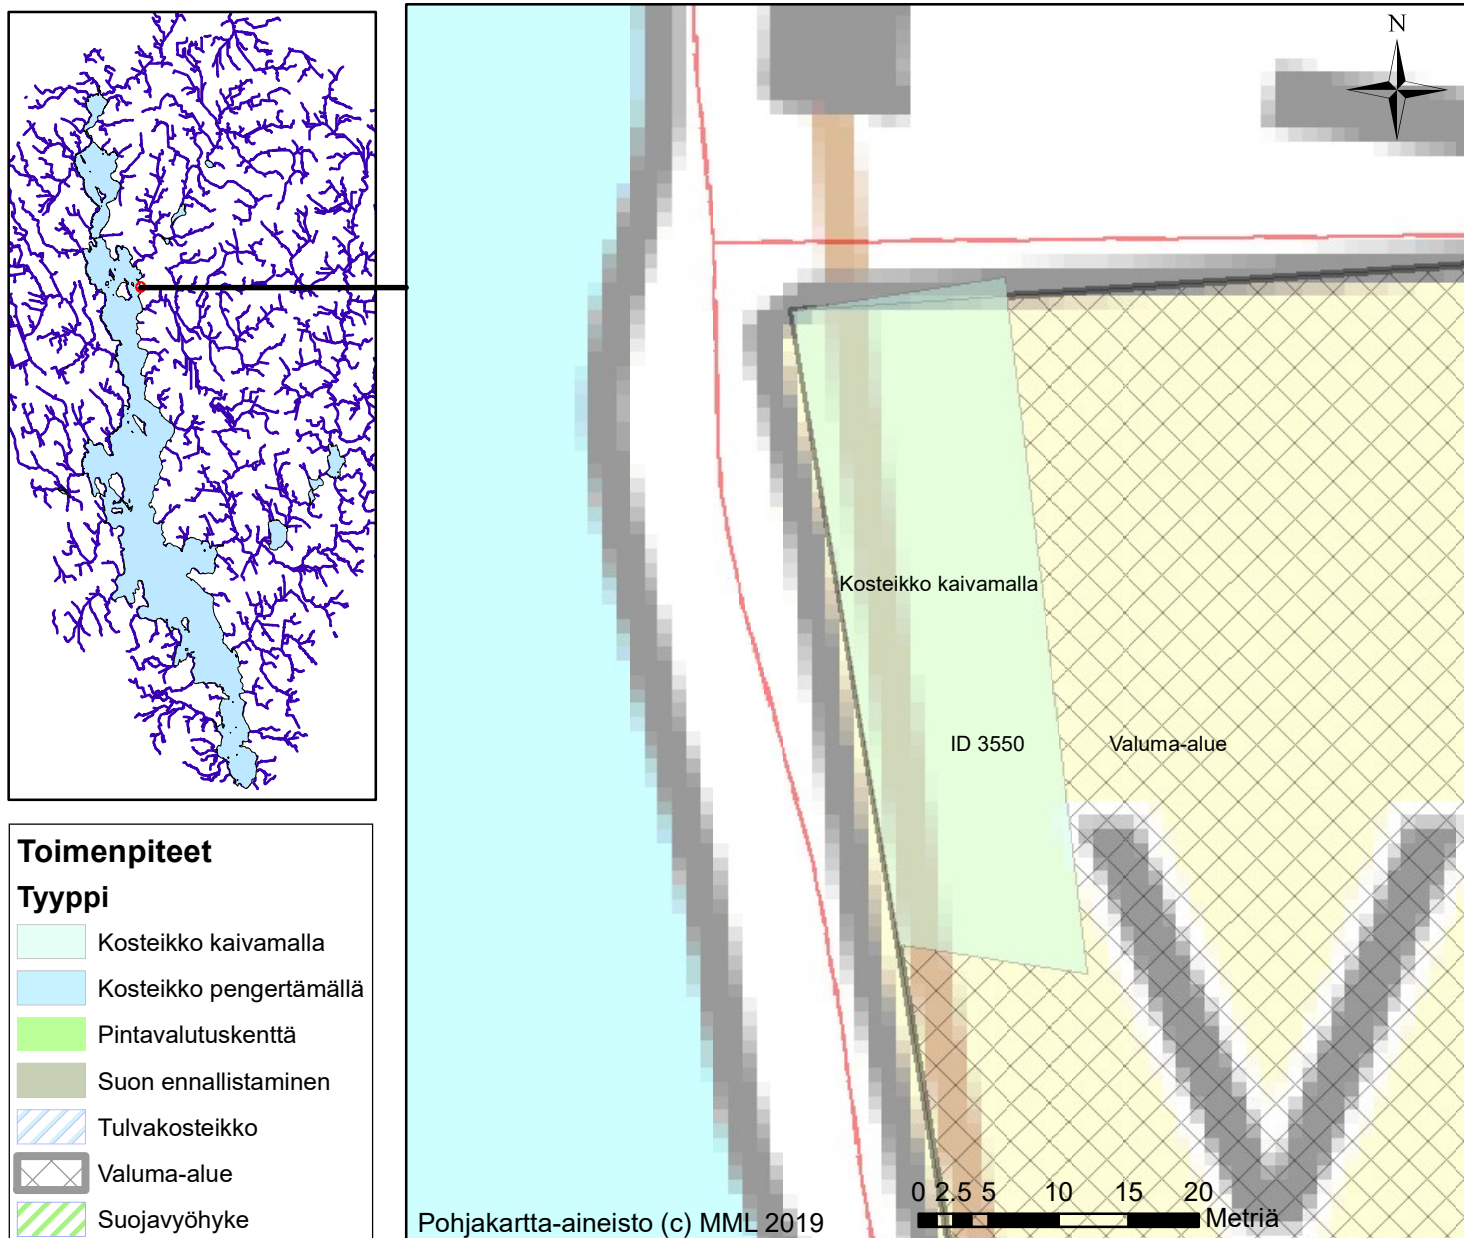 N
Kosteikko kaivamalla
ID 3550
Valuma-alue
0 2.5 5 10 15 20
Metriä
Pohjakartta-aineisto (c) MML 2019
Toimenpiteet
Tyyppi
Kosteikko kaivamalla
Kosteikko pengertämällä
Pintavalutuskenttä
Suon ennallistaminen
Tulvakosteikko
Valuma-alue
Suojavyöhyke